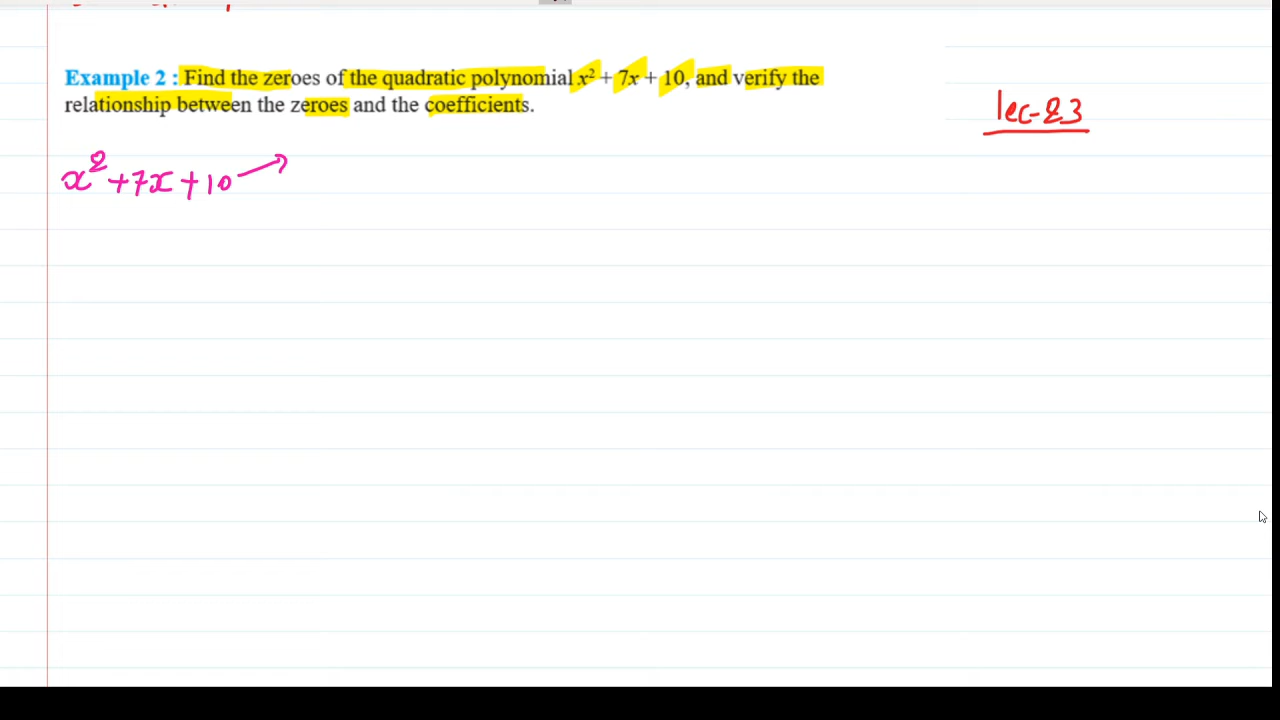 Example 2 : Find the zeroes of the quadratic polynomial x² + 7x + 10, and verify the
relationship between the zeroes and the coefficients.
lec-23
x² + 7x + 10 →